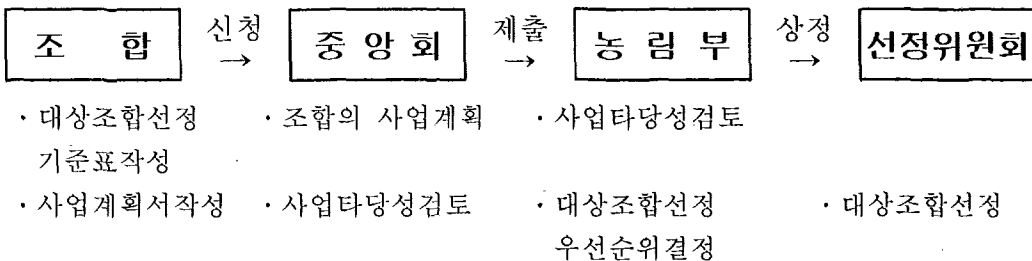 조 합 신청 → 중 앙 회 제출 → 농 림 부 상정 → 선정위원회
· 대상조합선정 · 조합의 사업계획 · 사업타당성검토
기준표작성
· 사업계획서작성 · 사업타당성검토 · 대상조합선정 · 대상조합선정
우선순위결정